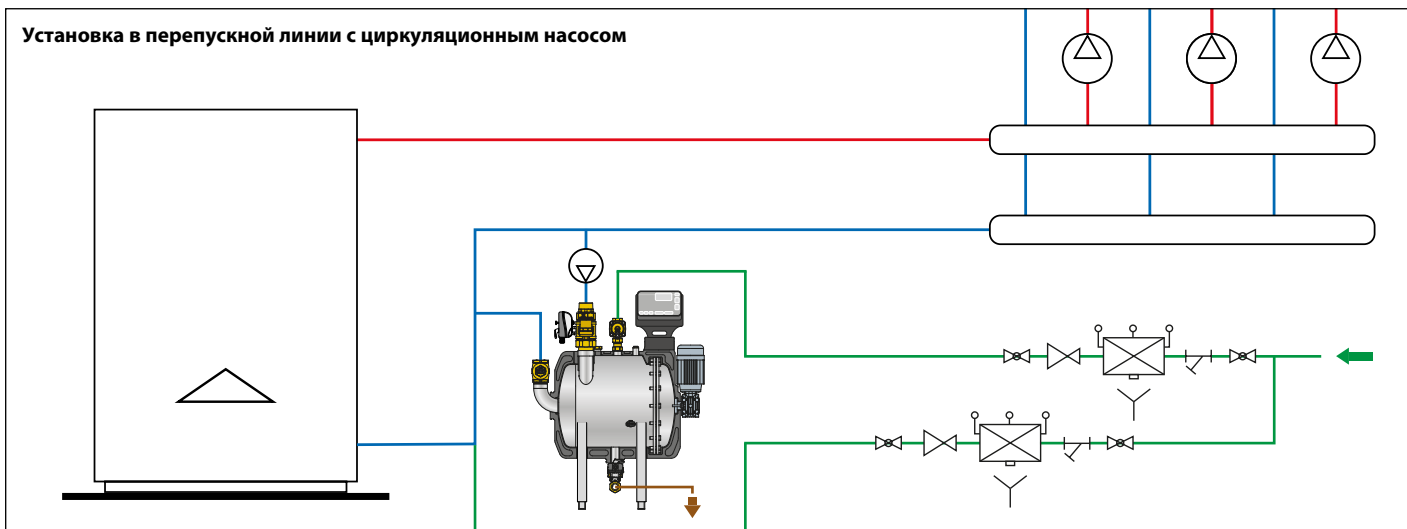 Установка в перепускной линии с циркуляционным насосом